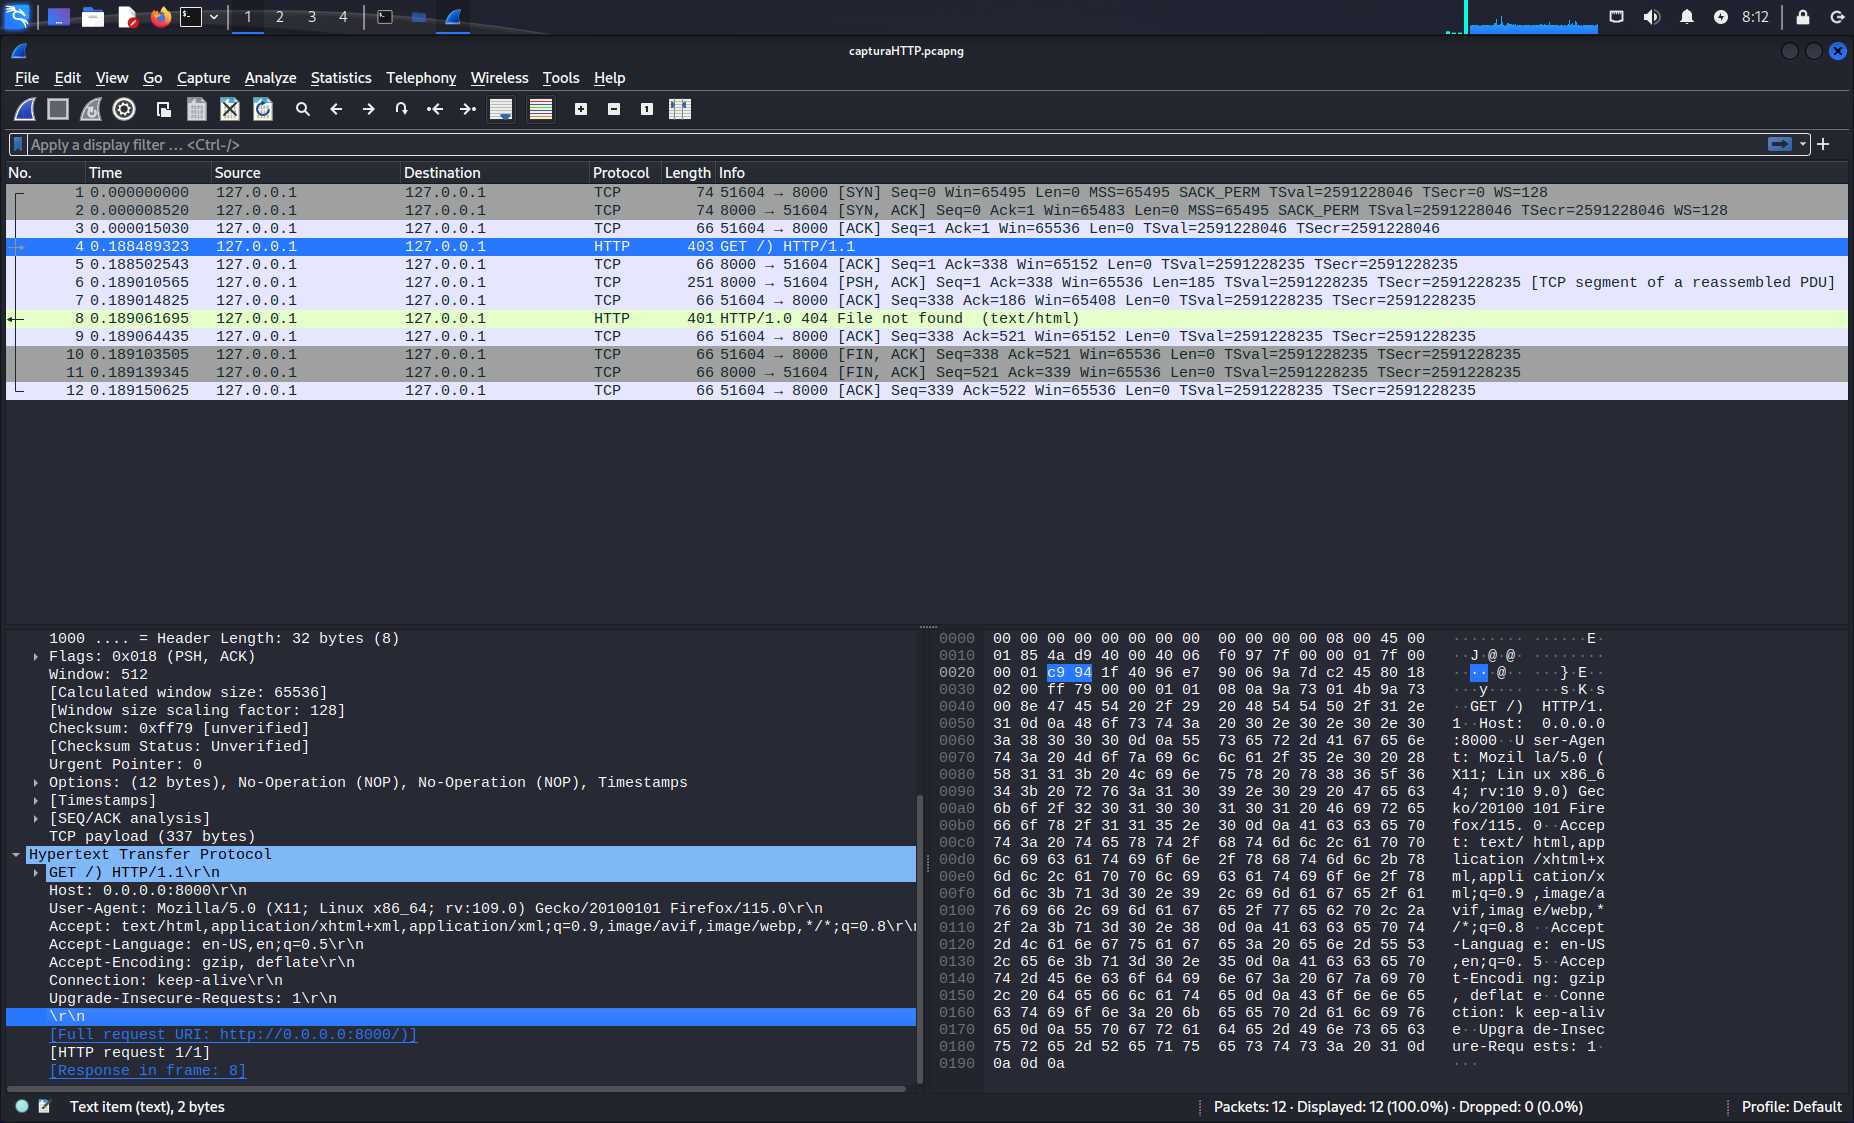 1 2 3 4 8:12
capturaHTTP.pcapng
File Edit View Go Capture Analyze Statistics Telephony Wireless Tools Help
Apply a display filter … <Ctrl-/>
No. Time Source Destination Protocol Length Info
1 0.000000000 127.0.0.1 127.0.0.1 TCP 74 51604 → 8000 [SYN] Seq=0 Win=65495 Len=0 MSS=65495 SACK_PERM TSval=2591228046 TSecr=0 WS=128
2 0.000008520 127.0.0.1 127.0.0.1 TCP 74 8000 → 51604 [SYN, ACK] Seq=0 Ack=1 Win=65483 Len=0 MSS=65495 SACK_PERM TSval=2591228046 TSecr=2591228046 WS=128
3 0.000015030 127.0.0.1 127.0.0.1 TCP 66 51604 → 8000 [ACK] Seq=1 Ack=1 Win=65536 Len=0 TSval=2591228046 TSecr=2591228046
4 0.188489323 127.0.0.1 127.0.0.1 HTTP 403 GET /) HTTP/1.1
5 0.188502543 127.0.0.1 127.0.0.1 TCP 66 8000 → 51604 [ACK] Seq=1 Ack=338 Win=65152 Len=0 TSval=2591228235 TSecr=2591228235
6 0.189010565 127.0.0.1 127.0.0.1 TCP 251 8000 → 51604 [PSH, ACK] Seq=1 Ack=338 Win=65536 Len=185 TSval=2591228235 TSecr=2591228235 [TCP segment of a reassembled PDU]
7 0.189014825 127.0.0.1 127.0.0.1 TCP 66 51604 → 8000 [ACK] Seq=338 Ack=186 Win=65408 Len=0 TSval=2591228235 TSecr=2591228235
8 0.189061695 127.0.0.1 127.0.0.1 HTTP 401 HTTP/1.0 404 File not found (text/html)
9 0.189064435 127.0.0.1 127.0.0.1 TCP 66 51604 → 8000 [ACK] Seq=338 Ack=521 Win=65152 Len=0 TSval=2591228235 TSecr=2591228235
10 0.189103505 127.0.0.1 127.0.0.1 TCP 66 51604 → 8000 [FIN, ACK] Seq=338 Ack=521 Win=65536 Len=0 TSval=2591228235 TSecr=2591228235
11 0.189139345 127.0.0.1 127.0.0.1 TCP 66 8000 → 51604 [FIN, ACK] Seq=521 Ack=339 Win=65536 Len=0 TSval=2591228235 TSecr=2591228235
12 0.189150625 127.0.0.1 127.0.0.1 TCP 66 51604 → 8000 [ACK] Seq=339 Ack=522 Win=65536 Len=0 TSval=2591228235 TSecr=2591228235
1000 .... = Header Length: 32 bytes (8)
Flags: 0x018 (PSH, ACK)
Window: 512
[Calculated window size: 65536]
[Window size scaling factor: 128]
Checksum: 0xff79 [unverified]
[Checksum Status: Unverified]
Urgent Pointer: 0
Options: (12 bytes), No-Operation (NOP), No-Operation (NOP), Timestamps
[Timestamps]
[SEQ/ACK analysis]
TCP payload (337 bytes)
Hypertext Transfer Protocol
GET /) HTTP/1.1\r\n
Host: 0.0.0.0:8000\r\n
User-Agent: Mozilla/5.0 (X11; Linux x86_64; rv:109.0) Gecko/20100101 Firefox/115.0\r\n
Accept: text/html,application/xhtml+xml,application/xml;q=0.9,image/avif,image/webp,*/*;q=0.8\r\n
Accept-Language: en-US,en;q=0.5\r\n
Accept-Encoding: gzip, deflate\r\n
Connection: keep-alive\r\n
Upgrade-Insecure-Requests: 1\r\n
\r\n
[Full request URI: http://0.0.0.0:8000/)]
[HTTP request 1/1]
[Response in frame: 8]
0000 00 00 00 00 00 00 00 00 00 00 00 00 08 00 45 00 ········ ······E·
0010 01 85 4a d9 40 00 40 06 f0 97 7f 00 00 01 7f 00 ··J·@·@· ········
0020 00 01 c9 94 1f 40 96 e7 90 06 9a 7d c2 45 80 18 ·····@·· ···}·E··
0030 02 00 ff 79 00 00 01 01 08 0a 9a 73 01 4b 9a 73 ···y···· ···s·K·s
0040 00 8e 47 45 54 20 2f 29 20 48 54 54 50 2f 31 2e ··GET /) HTTP/1.
0050 31 0d 0a 48 6f 73 74 3a 20 30 2e 30 2e 30 2e 30 1··Host: 0.0.0.0
0060 3a 38 30 30 30 0d 0a 55 73 65 72 2d 41 67 65 6e :8000··U ser-Agen
0070 74 3a 20 4d 6f 7a 69 6c 6c 61 2f 35 2e 30 20 28 t: Mozil la/5.0 (
0080 58 31 31 3b 20 4c 69 6e 75 78 20 78 38 36 5f 36 X11; Lin ux x86_6
0090 34 3b 20 72 76 3a 31 30 39 2e 30 29 20 47 65 63 4; rv:10 9.0) Gec
00a0 6b 6f 2f 32 30 31 30 30 31 30 31 20 46 69 72 65 ko/20100 101 Fire
00b0 66 6f 78 2f 31 31 35 2e 30 0d 0a 41 63 63 65 70 fox/115. 0··Accep
00c0 74 3a 20 74 65 78 74 2f 68 74 6d 6c 2c 61 70 70 t: text/ html,app
00d0 6c 69 63 61 74 69 6f 6e 2f 78 68 74 6d 6c 2b 78 lication /xhtml+x
00e0 6d 6c 2c 61 70 70 6c 69 63 61 74 69 6f 6e 2f 78 ml,appli cation/x
00f0 6d 6c 3b 71 3d 30 2e 39 2c 69 6d 61 67 65 2f 61 ml;q=0.9 ,image/a
0100 76 69 66 2c 69 6d 61 67 65 2f 77 65 62 70 2c 2a vif,imag e/webp,*
0110 2f 2a 3b 71 3d 30 2e 38 0d 0a 41 63 63 65 70 74 /*;q=0.8 ··Accept
0120 2d 4c 61 6e 67 75 61 67 65 3a 20 65 6e 2d 55 53 -Languag e: en-US
0130 2c 65 6e 3b 71 3d 30 2e 35 0d 0a 41 63 63 65 70 ,en;q=0. 5··Accep
0140 74 2d 45 6e 63 6f 64 69 6e 67 3a 20 67 7a 69 70 t-Encodi ng: gzip
0150 2c 20 64 65 66 6c 61 74 65 0d 0a 43 6f 6e 6e 65 , deflat e··Conne
0160 63 74 69 6f 6e 3a 20 6b 65 65 70 2d 61 6c 69 76 ction: k eep-aliv
0170 65 0d 0a 55 70 67 72 61 64 65 2d 49 6e 73 65 63 e··Upgra de-Insec
0180 75 72 65 2d 52 65 71 75 65 73 74 73 3a 20 31 0d ure-Requ ests: 1·
0190 0a 0d 0a ···
Text item (text), 2 bytes
Packets: 12 · Displayed: 12 (100.0%) · Dropped: 0 (0.0%)
Profile: Default